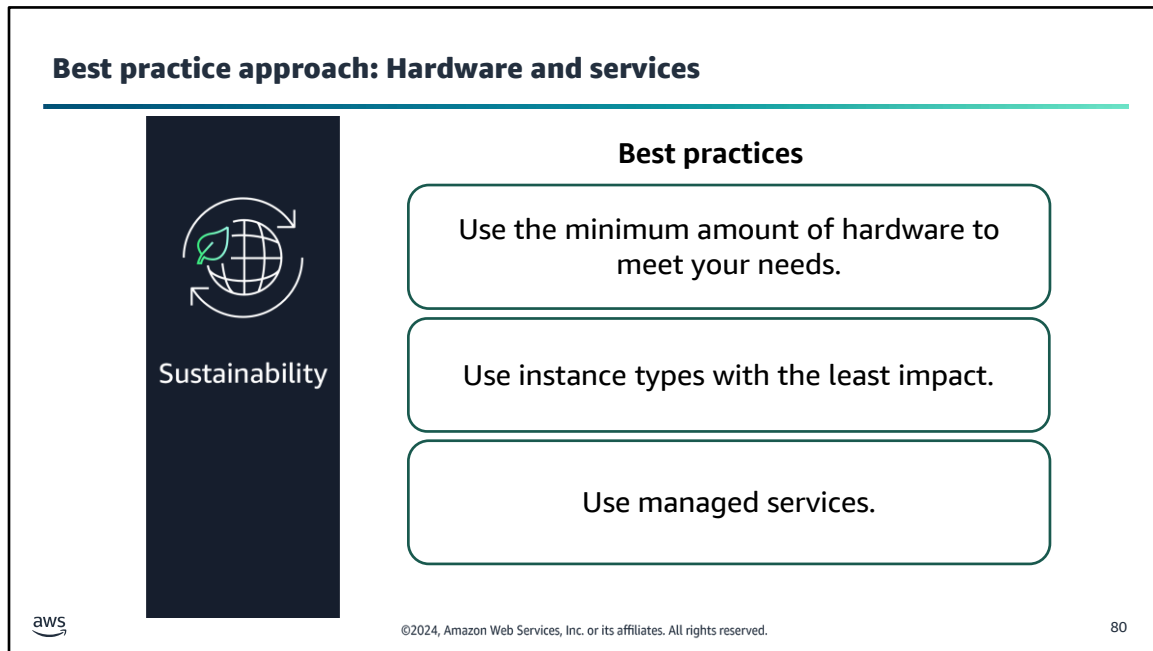 Best practice approach: Hardware and services
Sustainability
Best practices
Use the minimum amount of hardware to
meet your needs.
Use instance types with the least impact.
Use managed services.
aws
©2024, Amazon Web Services, Inc. or its affiliates. All rights reserved.
80